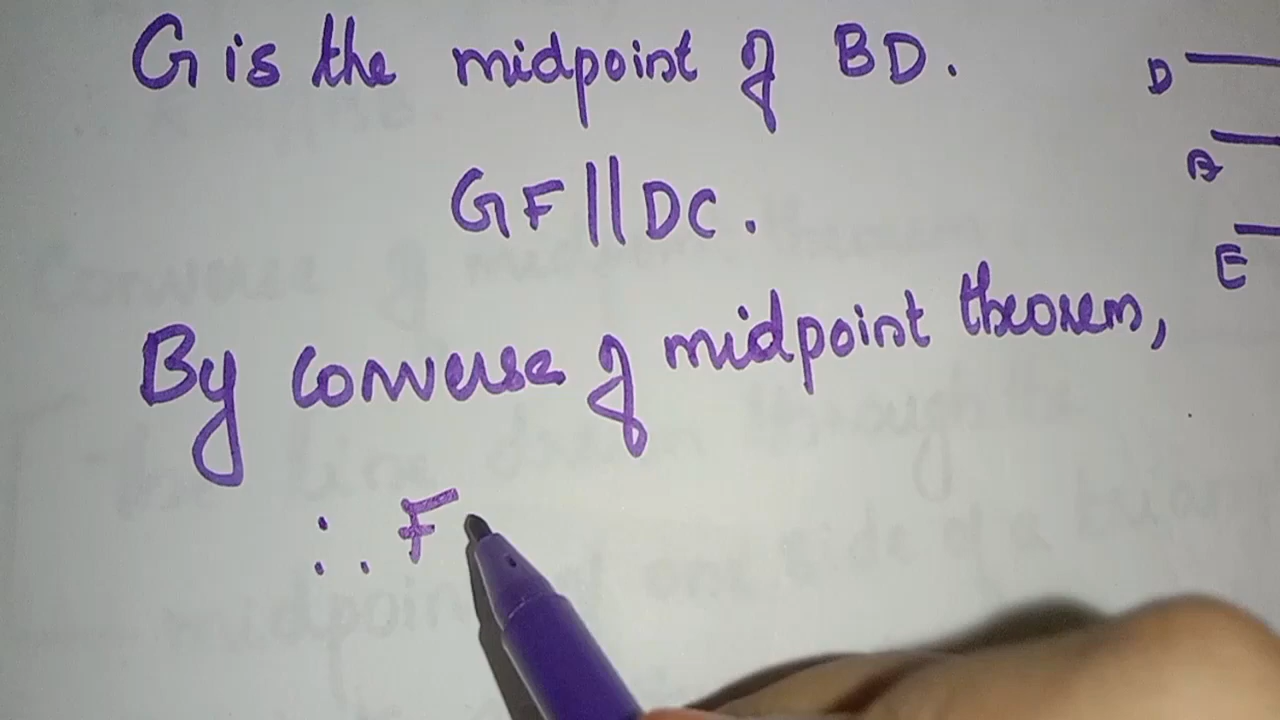 G is the midpoint of BD.
D
A
GF || DC.
E
By converse of midpoint theorem,
∴ F